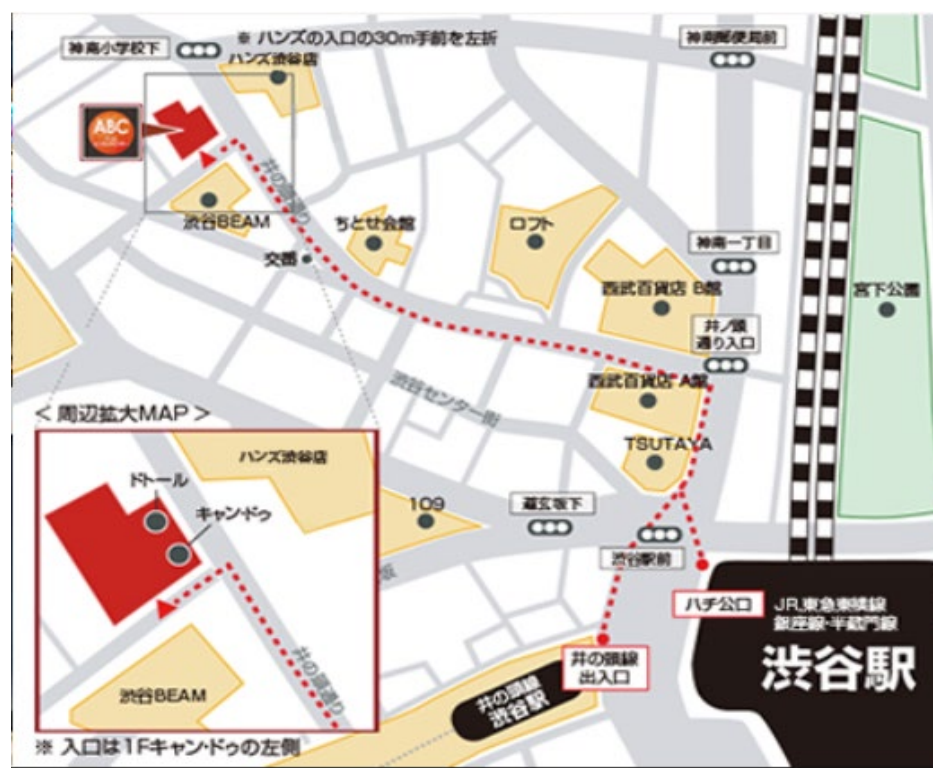 ※ ハンズの入口の30m手前を左折
神南小学校下
ハンズ渋谷店
神南郵便局前
ABC
井の頭通り
渋谷BEAM
ちとせ会館
ロフト
神南一丁目
交番
西武百貨店 B館
宮下公園
井ノ頭
通り入口
西武百貨店 A館
渋谷センター街
TSUTAYA
＜周辺拡大MAP＞
ハンズ渋谷店
ドトール
キャン・ドゥ
109
道玄坂下
渋谷駅前
坂
ハチ公口
JR.東急東横線
銀座線・半蔵門線
渋谷駅
井の頭線
出入口
井の頭線
渋谷駅
井の頭通り
渋谷BEAM
※ 入口は1Fキャン・ドゥの左側